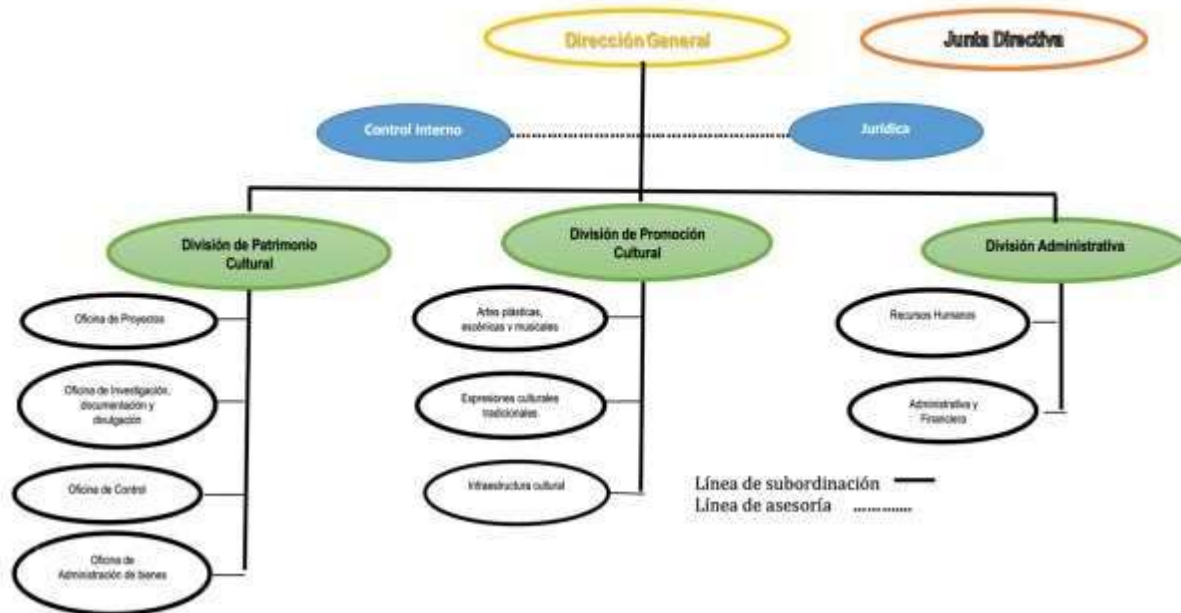 Dirección General
Junta Directiva
Control Interno
Jurídica
División de Patrimonio
Cultural
División de Promoción
Cultural
División Administrativa
Oficina de Proyectos
Oficina de Investigación,
documentación y
divulgación
Oficina de Control
Oficina de
Administración de bienes
Artes plásticas,
escénicas y musicales
Expresiones culturales
tradicionales
Infraestructura cultural
Recursos Humanos
Administrativa y
Financiera
Línea de subordinación
Línea de asesoría